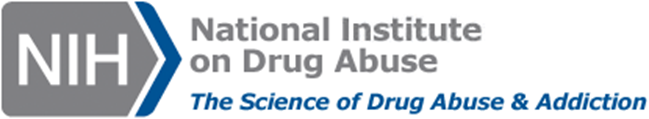 NIH
National Institute
on Drug Abuse
The Science of Drug Abuse & Addiction